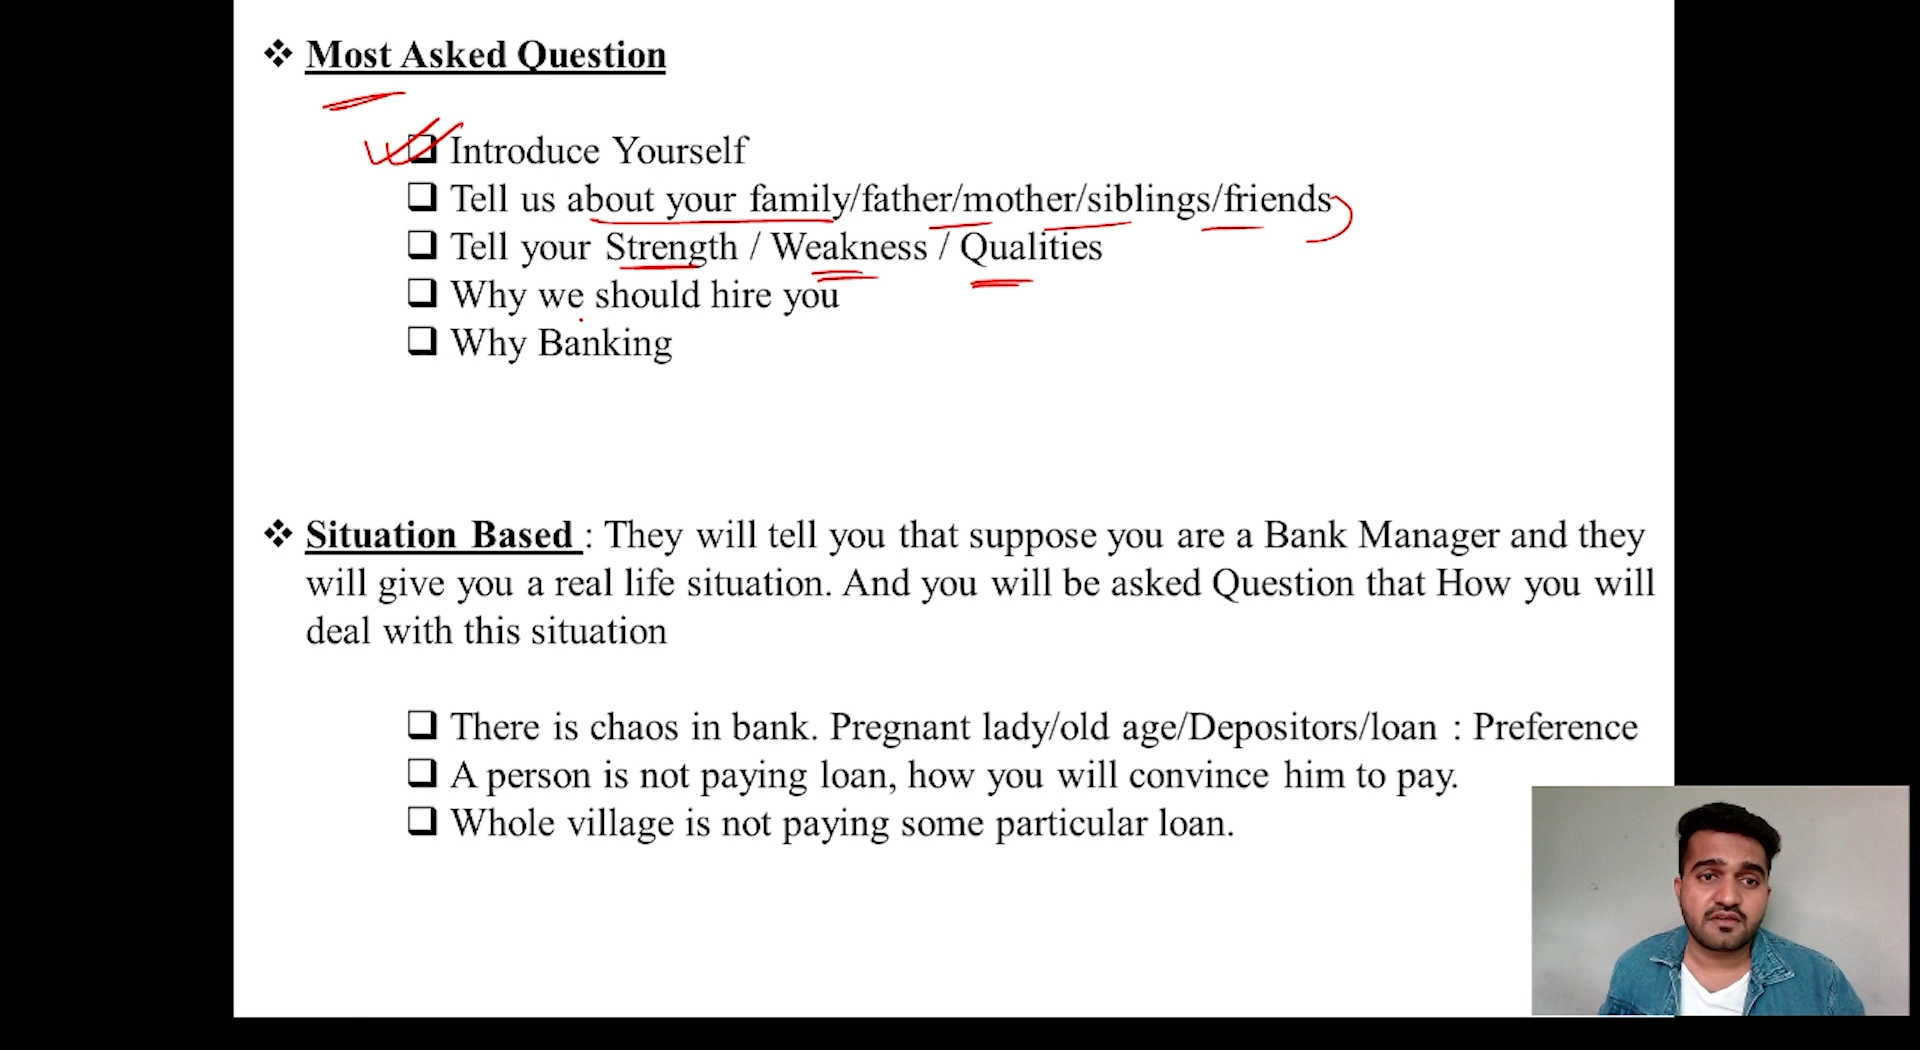 ❖ Most Asked Question
❑ Introduce Yourself
❑ Tell us about your family/father/mother/siblings/friends
❑ Tell your Strength / Weakness / Qualities
❑ Why we should hire you
❑ Why Banking
❖ Situation Based : They will tell you that suppose you are a Bank Manager and they
will give you a real life situation. And you will be asked Question that How you will
deal with this situation
❑ There is chaos in bank. Pregnant lady/old age/Depositors/loan : Preference
❑ A person is not paying loan, how you will convince him to pay.
❑ Whole village is not paying some particular loan.